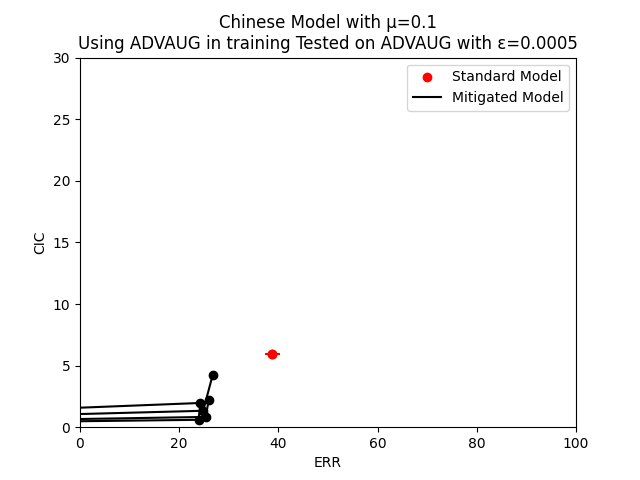 Chinese Model with μ=0.1
Using ADVAUG in training Tested on ADVAUG with ε=0.0005
Standard Model
Mitigated Model
30
25
20
15
10
5
0
CIC
0 20 40 60 80 100
ERR